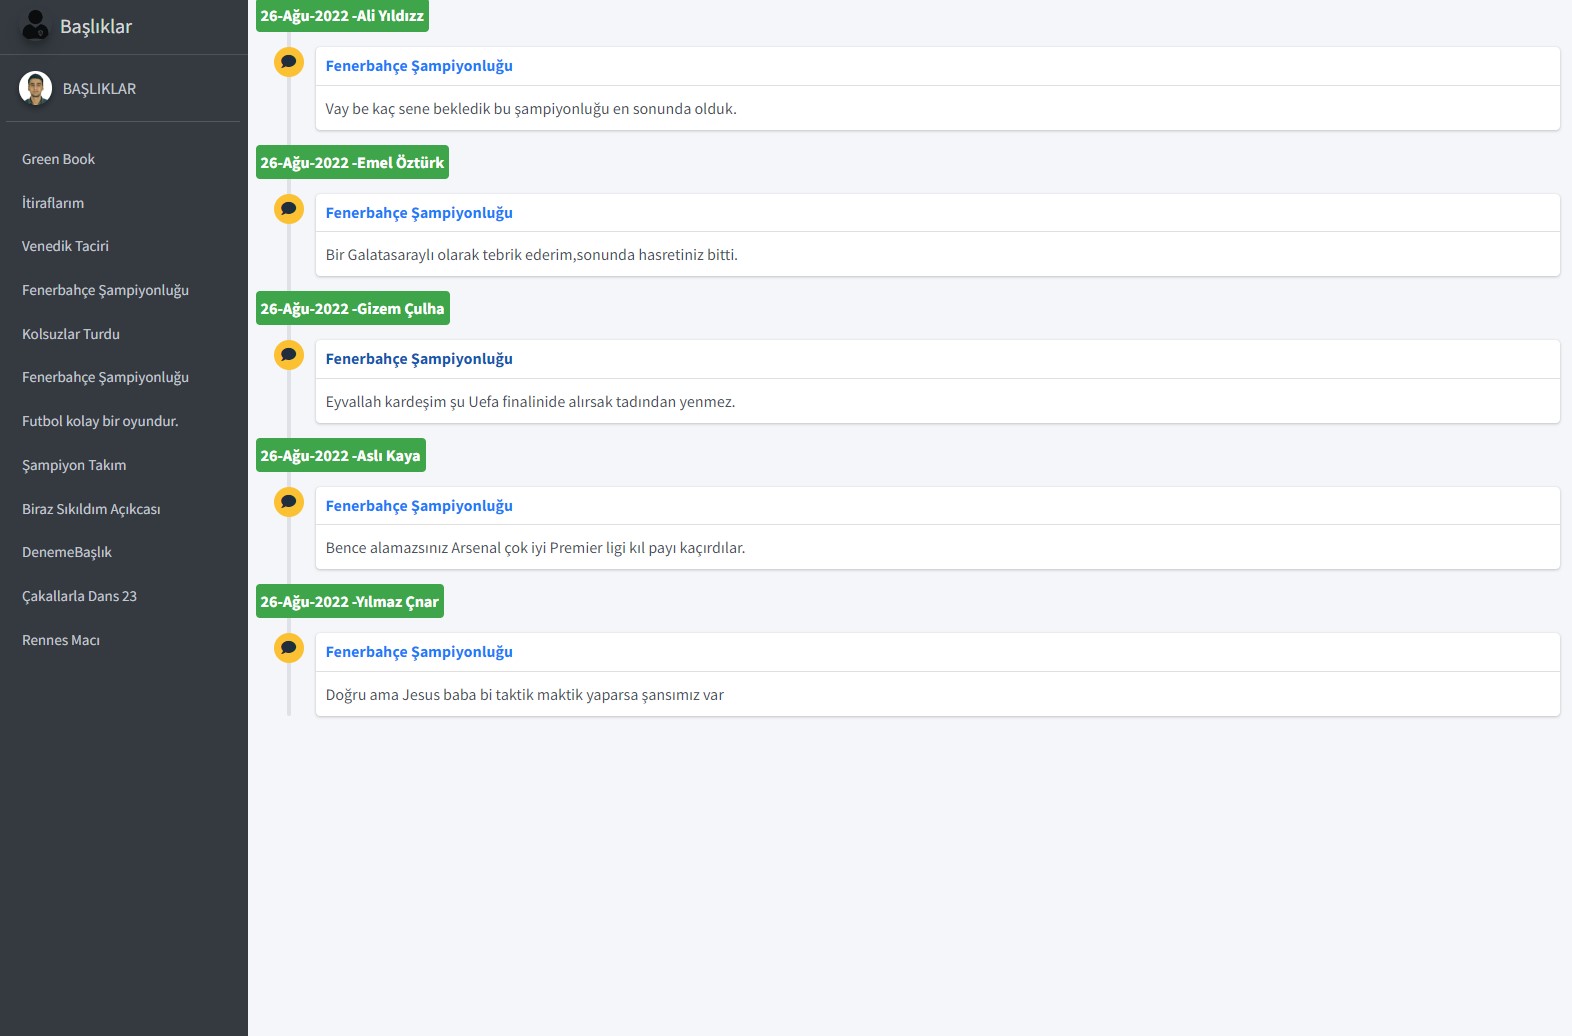 Başlıklar
BAŞLIKLAR
Green Book
İtiraflarım
Venedik Taciri
Fenerbahçe Şampiyonluğu
Kolsuzlar Turdu
Fenerbahçe Şampiyonluğu
Futbol kolay bir oyundur.
Şampiyon Takım
Biraz Sıkıldım Açıkcası
DenemeBaşlık
Çakallarla Dans 23
Rennes Macı
26-Ağu-2022 -Ali Yıldızz
Fenerbahçe Şampiyonluğu
Vay be kaç sene bekledik bu şampiyonluğu en sonunda olduk.
26-Ağu-2022 -Emel Öztürk
Fenerbahçe Şampiyonluğu
Bir Galatasaraylı olarak tebrik ederim,sonunda hasretiniz bitti.
26-Ağu-2022 -Gizem Çulha
Fenerbahçe Şampiyonluğu
Eyvallah kardeşim şu Uefa finalinide alırsak tadından yenmez.
26-Ağu-2022 -Aslı Kaya
Fenerbahçe Şampiyonluğu
Bence alamazsınız Arsenal çok iyi Premier ligi kıl payı kaçırdılar.
26-Ağu-2022 -Yılmaz Çnar
Fenerbahçe Şampiyonluğu
Doğru ama Jesus baba bi taktik maktik yaparsa şansımız var